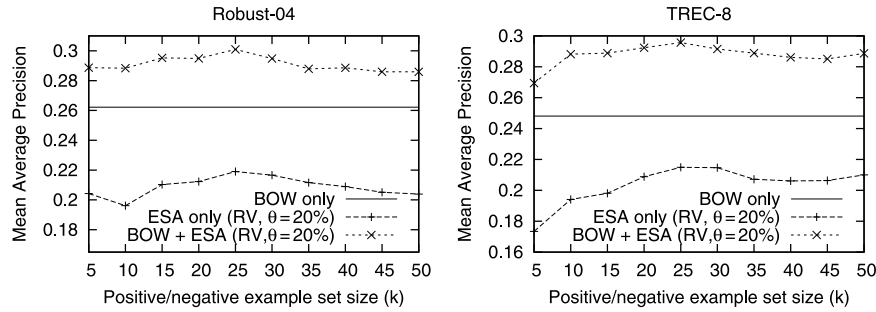 Robust-04
Mean Average Precision
0.3
0.28
0.26
0.24
0.22
0.2
0.18
BOW only
ESA only (RV, θ=20%)
BOW + ESA (RV,θ=20%)
5 10 15 20 25 30 35 40 45 50
Positive/negative example set size (k)
TREC-8
Mean Average Precision
0.3
0.28
0.26
0.24
0.22
0.2
0.18
0.16
BOW only
ESA only (RV, θ=20%)
BOW + ESA (RV,θ=20%)
5 10 15 20 25 30 35 40 45 50
Positive/negative example set size (k)